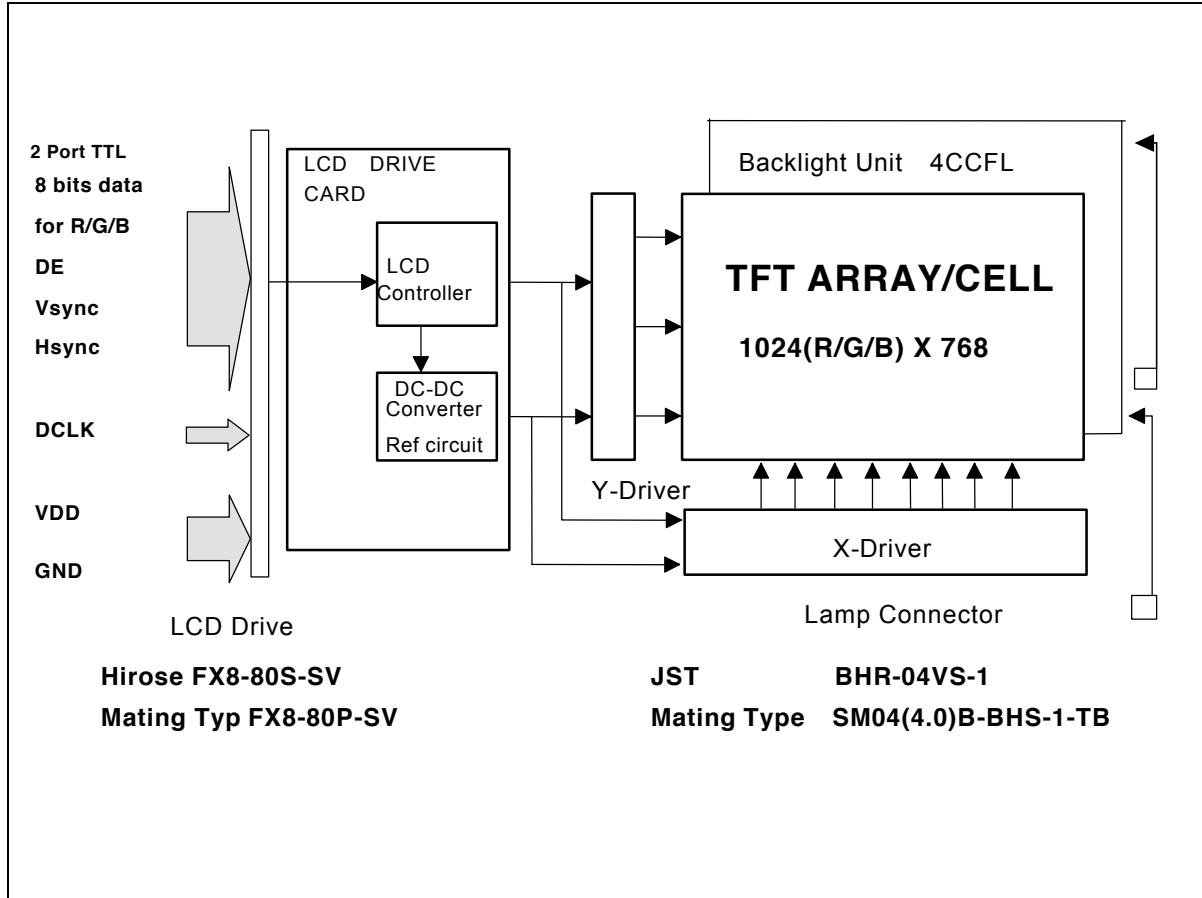 2 Port TTL
8 bits data
for R/G/B
DE
Vsync
Hsync
DCLK
VDD
GND
LCD DRIVE
CARD
LCD
Controller
DC-DC
Converter
Ref circuit
Y-Driver
Backlight Unit 4CCFL
TFT ARRAY/CELL
1024(R/G/B) X 768
X-Driver
LCD Drive
Hirose FX8-80S-SV
Mating Typ FX8-80P-SV
Lamp Connector
JST BHR-04VS-1
Mating Type SM04(4.0)B-BHS-1-TB